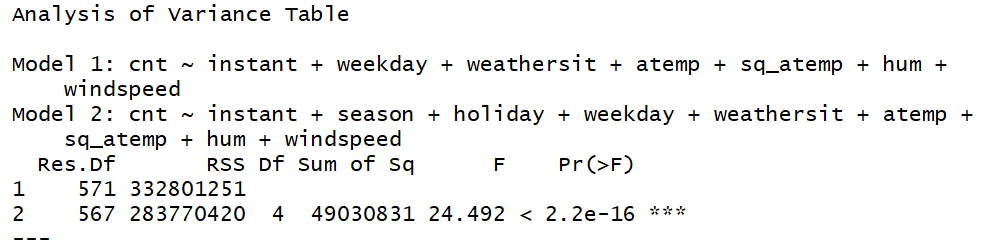 Analysis of Variance Table
Model 1: cnt ~ instant + weekday + weathersit + atemp + sq_atemp + hum +
windspeed
Model 2: cnt ~ instant + season + holiday + weekday + weathersit + atemp +
sq_atemp + hum + windspeed
Res.Df RSS Df Sum of Sq F Pr(>F)
1 571 332801251
2 567 283770420 4 49030831 24.492 < 2.2e-16 ***
---